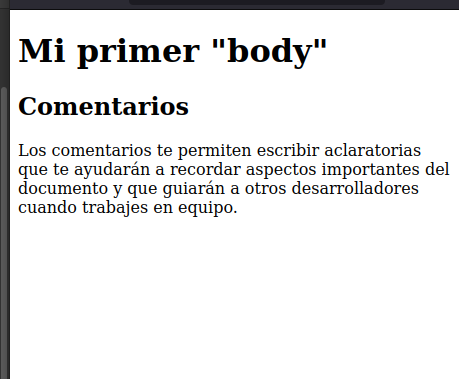 Mi primer "body"
Comentarios
Los comentarios te permiten escribir aclaratorias
que te ayudarán a recordar aspectos importantes del
documento y que guiarán a otros desarrolladores
cuando trabajes en equipo.